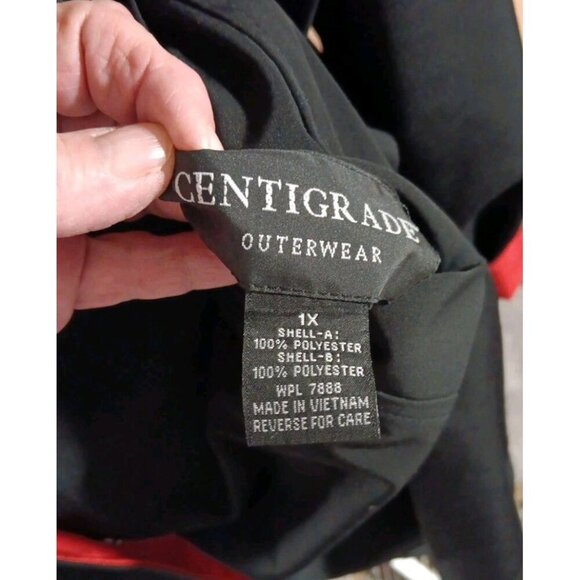 CENTIGRADE
OUTERWEAR
1X
SHELL-A:
100% POLYESTER
SHELL-B:
100% POLYESTER
WPL 7888
MADE IN VIETNAM
REVERSE FOR CARE